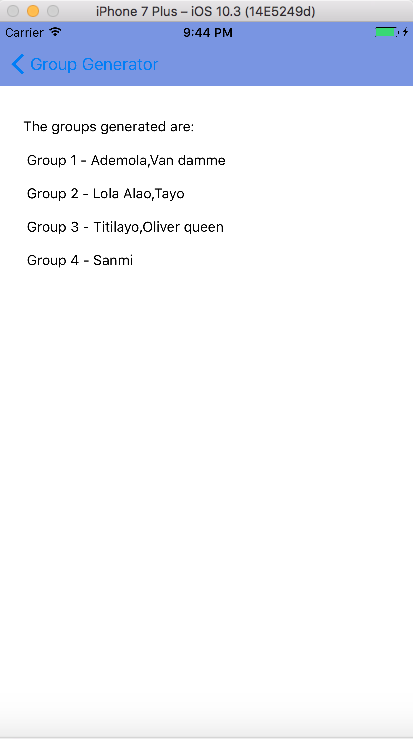 iPhone 7 Plus – iOS 10.3 (14E5249d)
Carrier 9:44 PM
Group Generator
The groups generated are:
Group 1 - Ademola,Van damme
Group 2 - Lola Alao,Tayo
Group 3 - Titilayo,Oliver queen
Group 4 - Sanmi